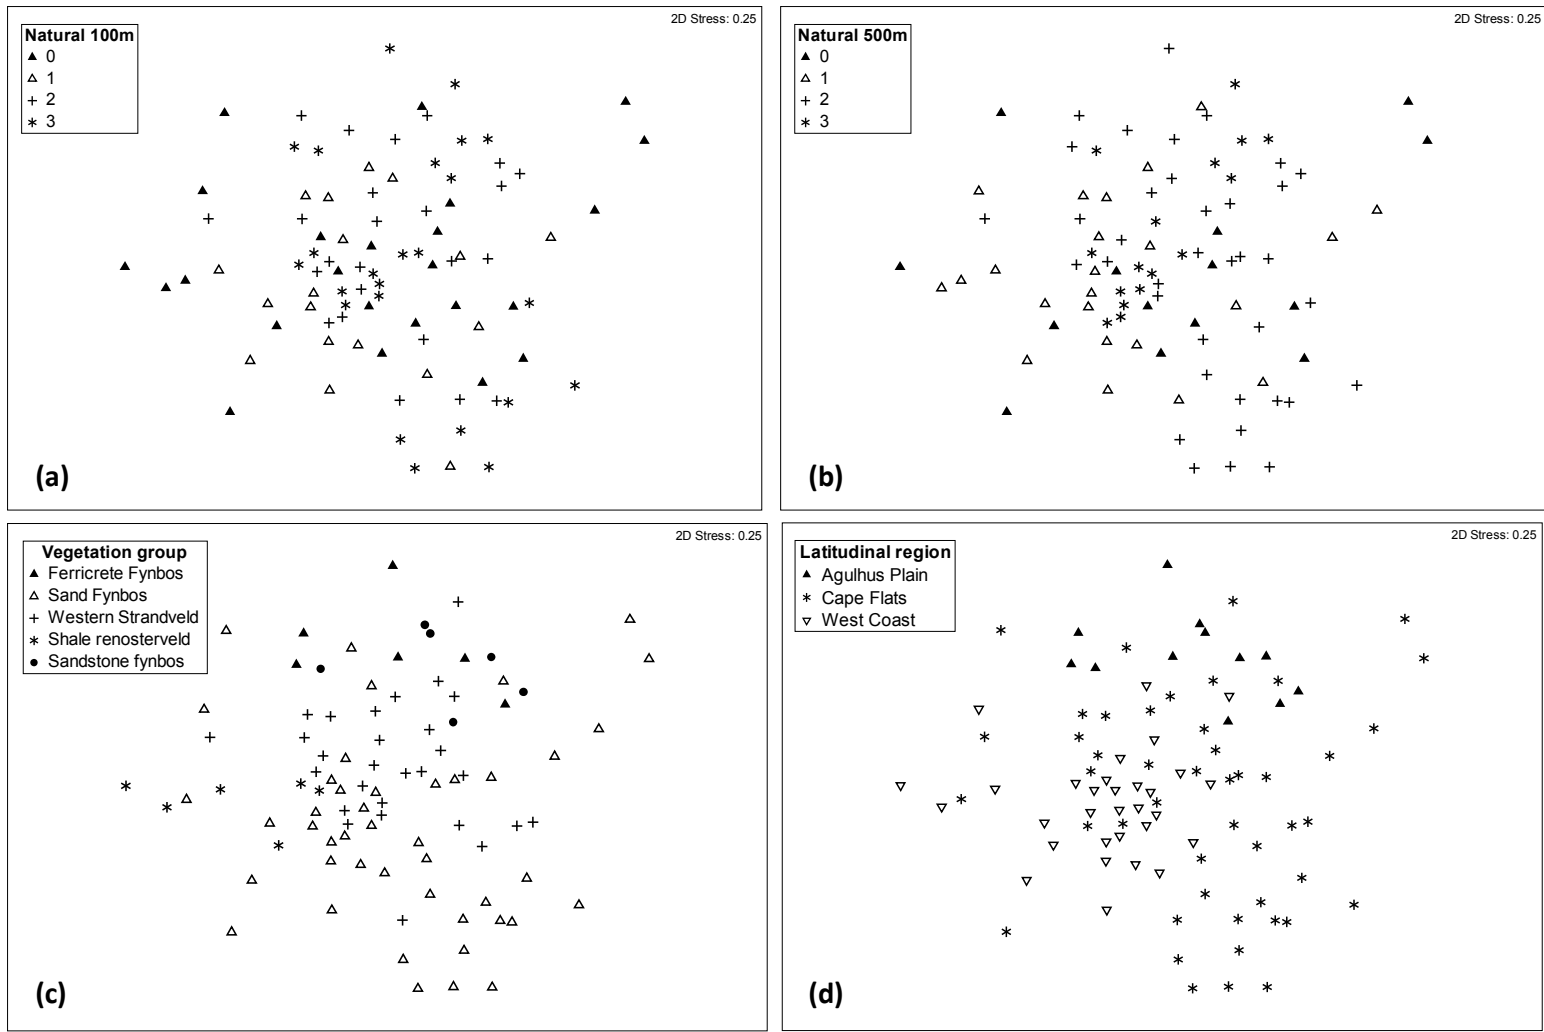 2D Stress: 0.25
Natural 100m
0
1
2
3
(a)
2D Stress: 0.25
Natural 500m
0
1
2
3
(b)
2D Stress: 0.25
Vegetation group
Ferricrete Fynbos
Sand Fynbos
Western Strandveld
Shale renosterveld
Sandstone fynbos
(c)
2D Stress: 0.25
Latitudinal region
Agulhus Plain
Cape Flats
West Coast
(d)